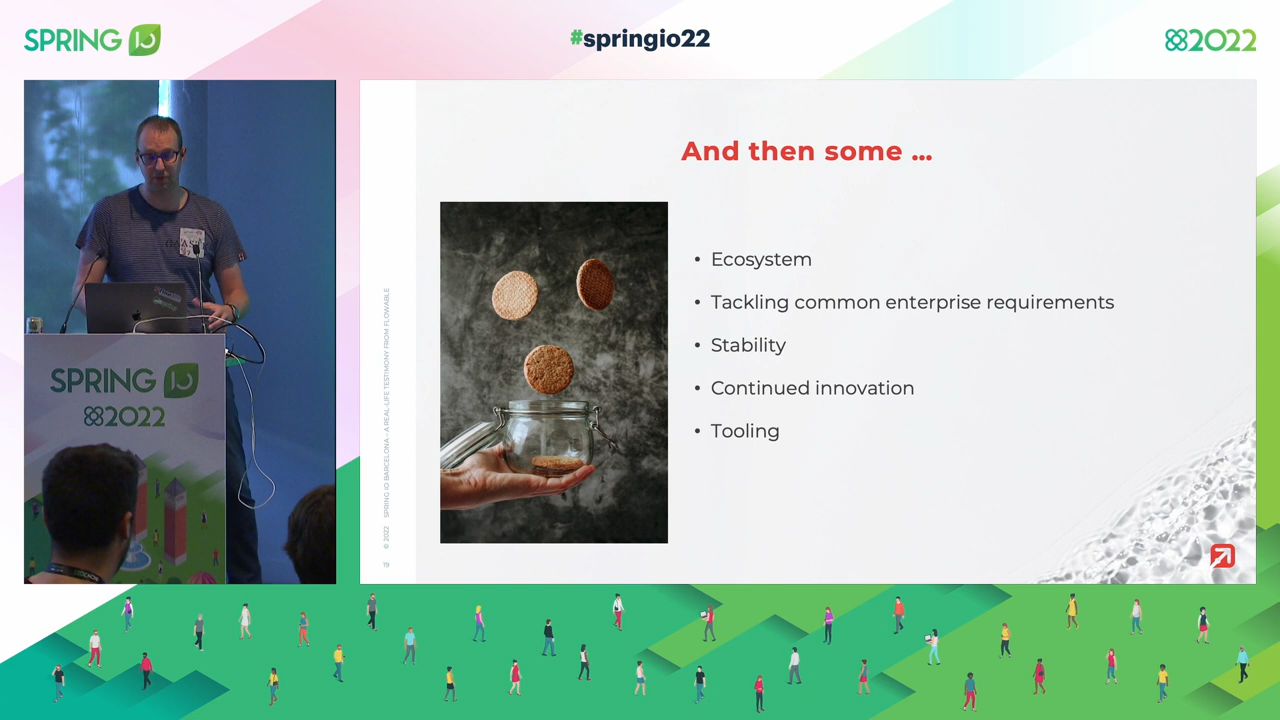 SPRING IO
#springio22
2022
And then some ...
• Ecosystem
• Tackling common enterprise requirements
• Stability
• Continued innovation
• Tooling
© 2022 SPRING IO BARCELONA - A REAL-LIFE TESTIMONY FROM FLOWABLE
19
SPRING IO
2022